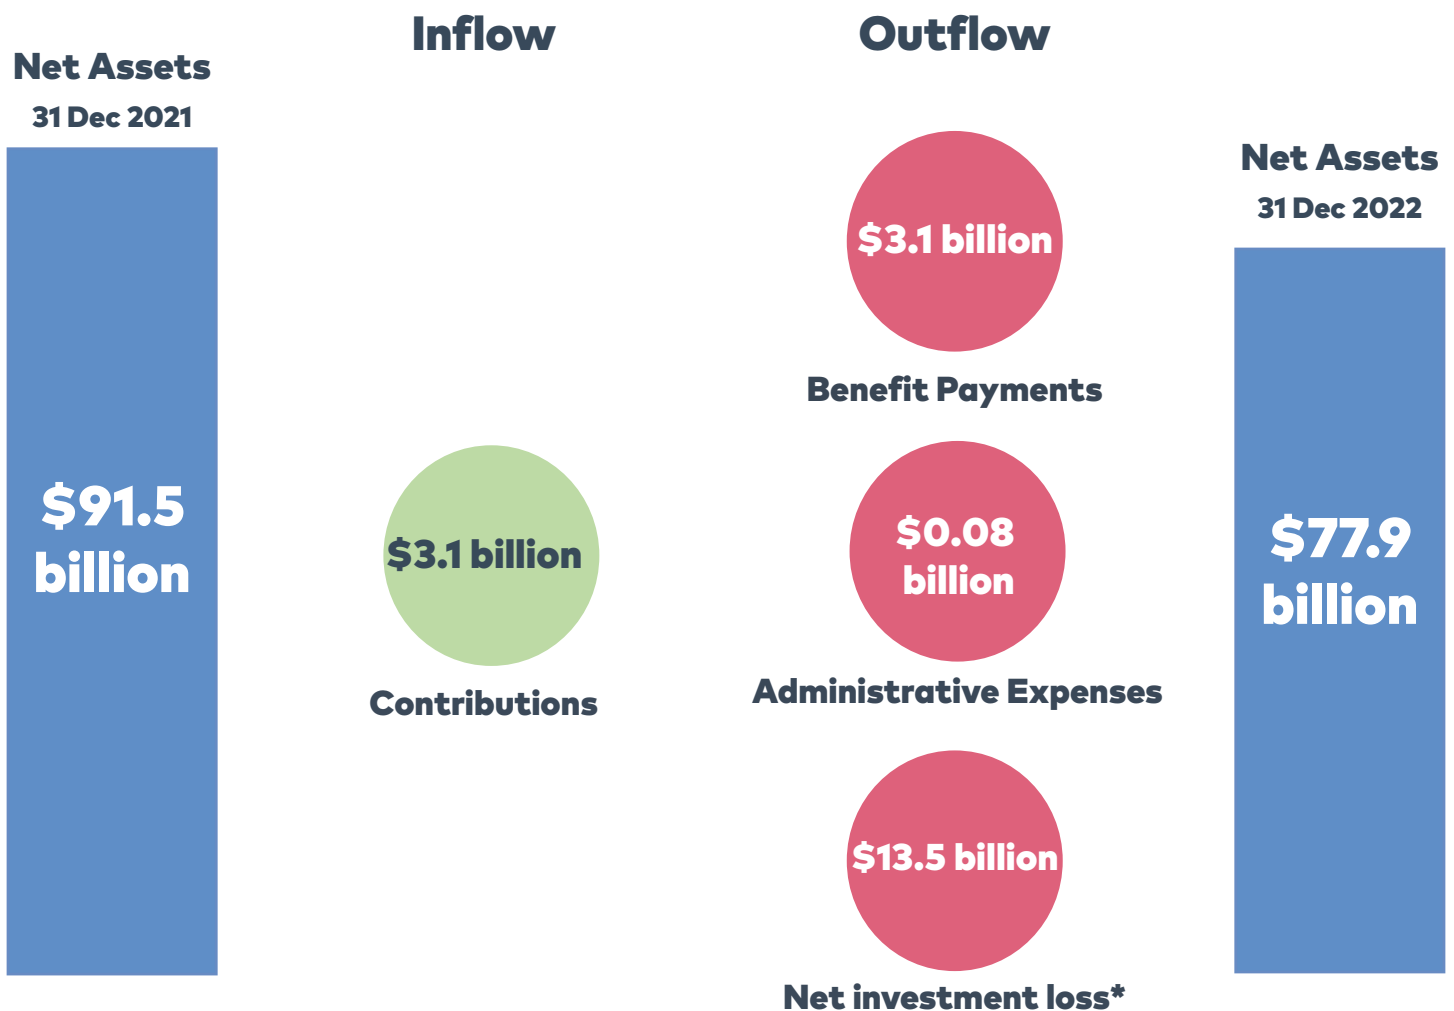 Net Assets
31 Dec 2021
$91.5
billion
Inflow
$3.1 billion
Contributions
Outflow
$3.1 billion
Benefit Payments
$0.08
billion
Administrative Expenses
$13.5 billion
Net investment loss*
Net Assets
31 Dec 2022
$77.9
billion